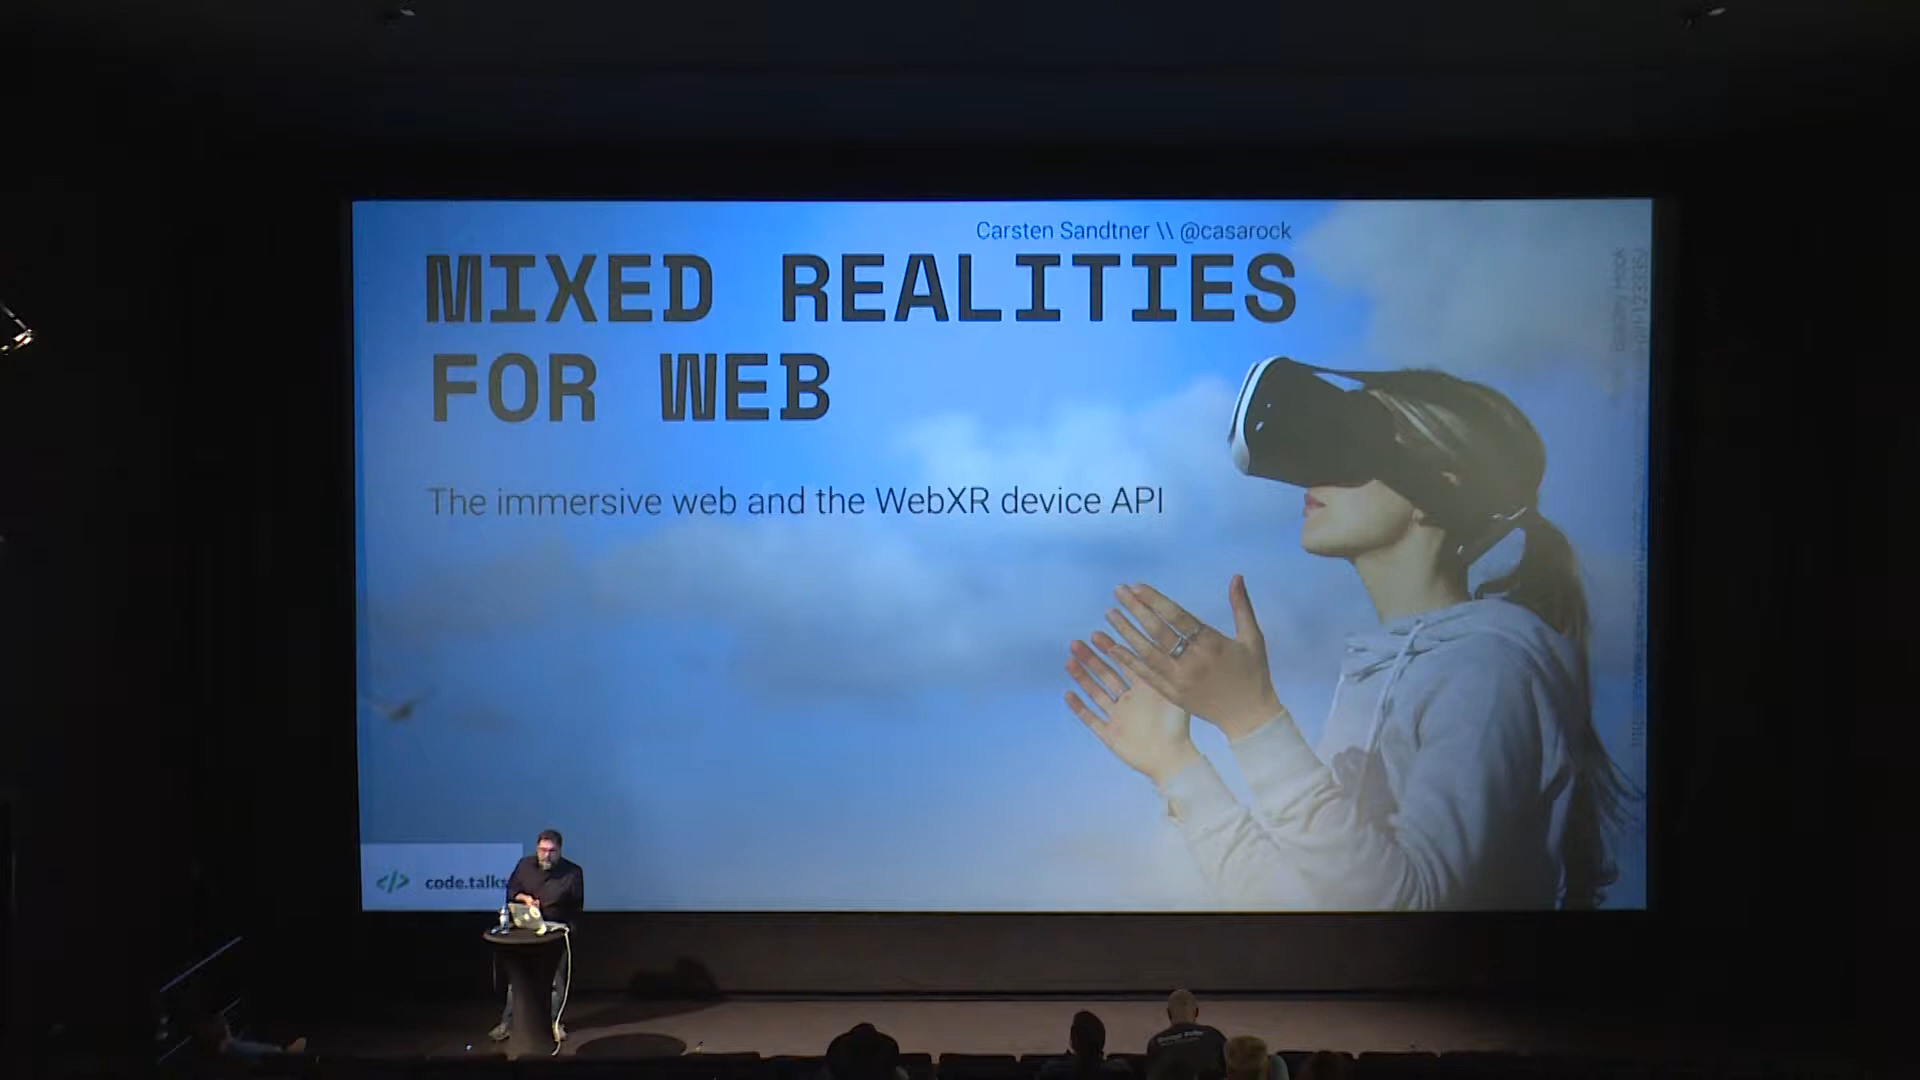 Carsten Sandtner \\ @casarock
MIXED REALITIES
FOR WEB
The immersive web and the WebXR device API
</> code.talks